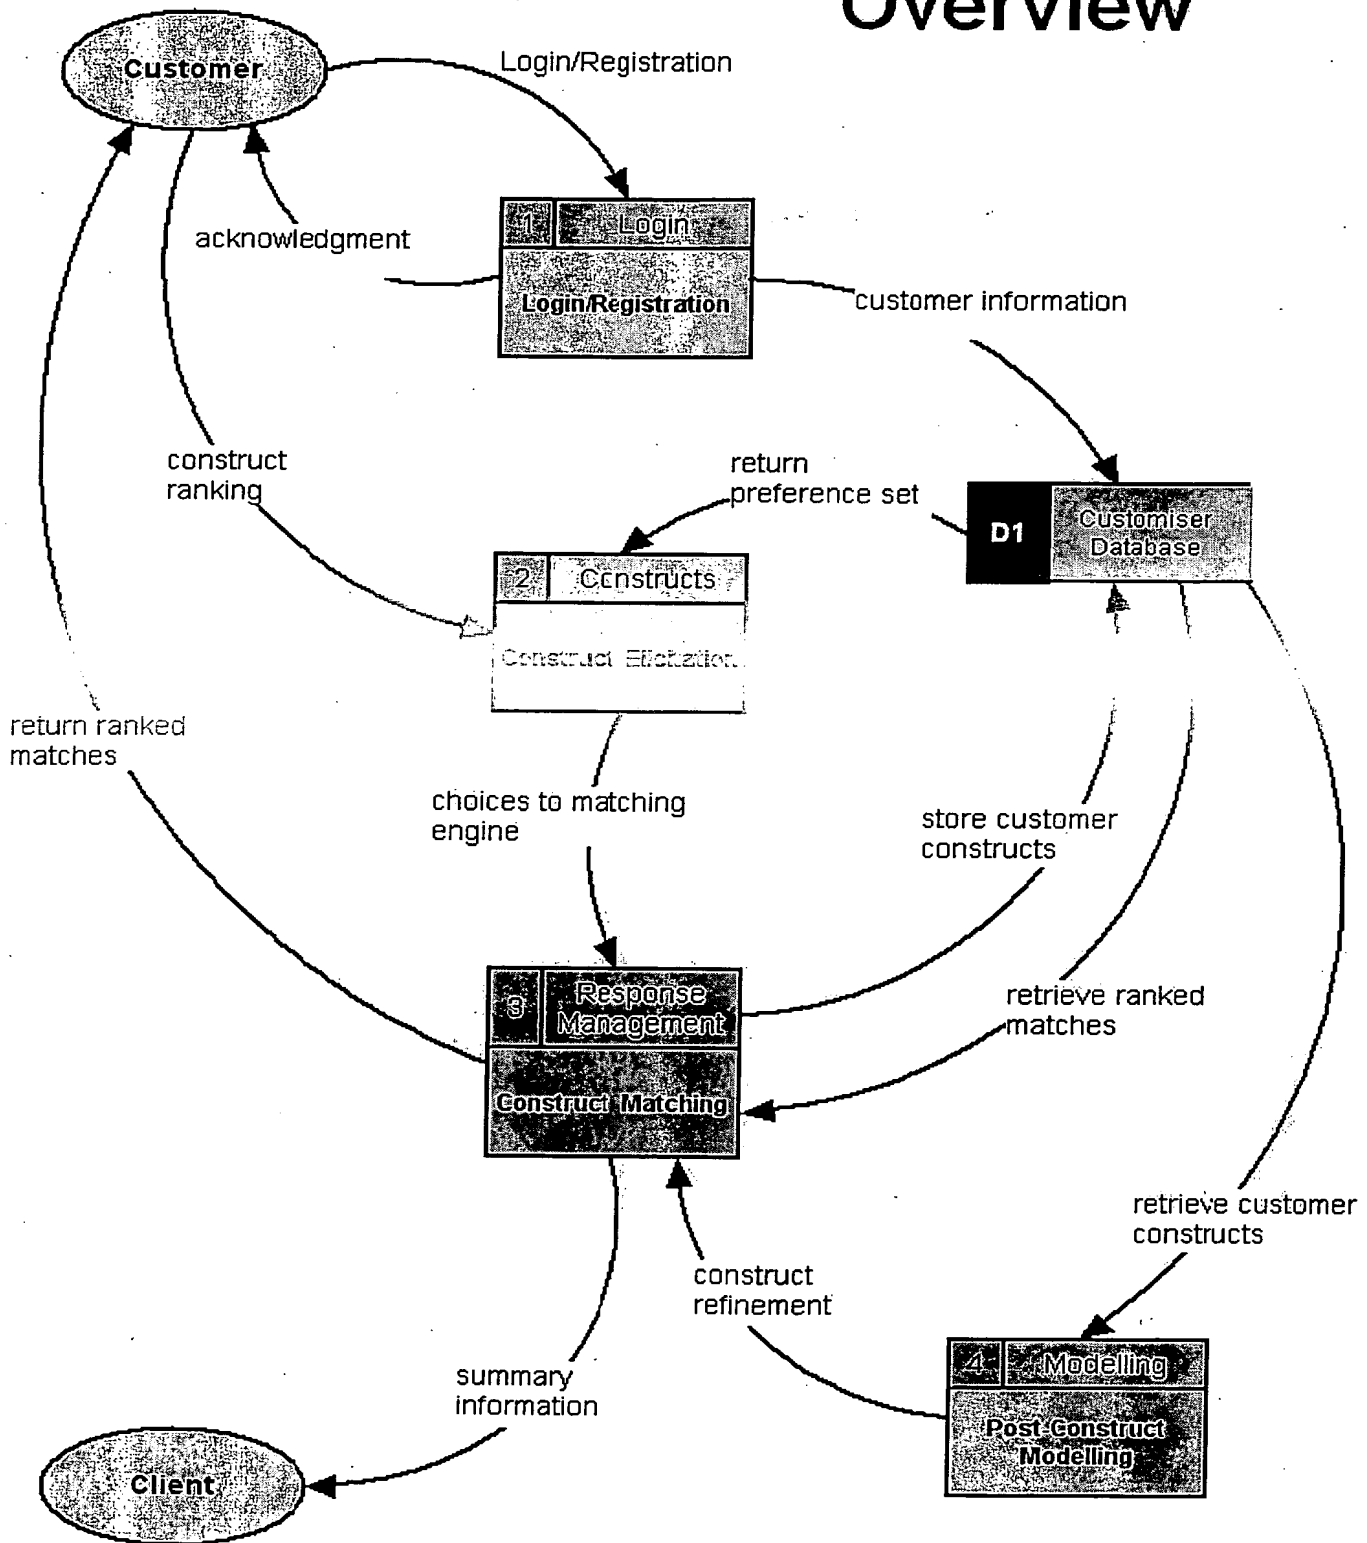 Overview
Customer
Login/Registration
acknowledgment
1 Login
Login/Registration
customer information
construct
ranking
return
preference set
D1
Customiser
Database
2 Constructs
Construct Elicitation
return ranked
matches
choices to matching
engine
store customer
constructs
3
Response
Management
Construct Matching
retrieve ranked
matches
retrieve customer
constructs
construct
refinement
4 Modelling
Post-Construct
Modelling
summary
information
Client